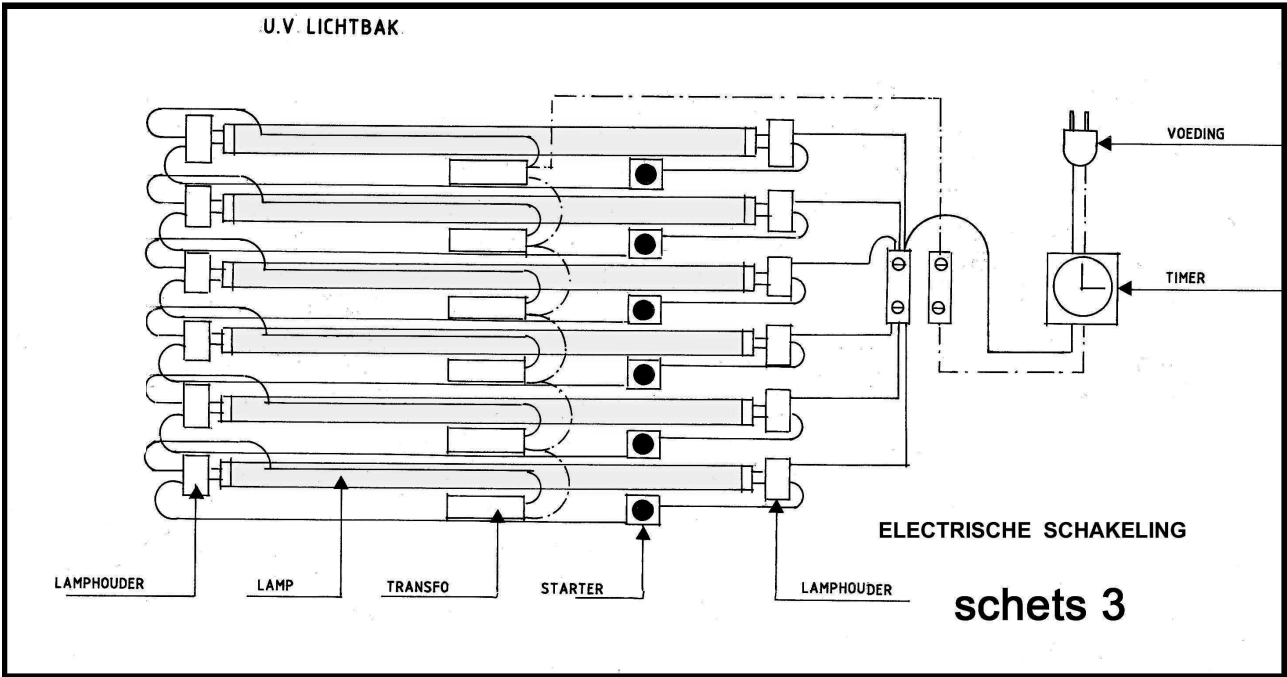 U.V. LICHTBAK
VOEDING
TIMER
ELECTRISCHE SCHAKELING
LAMPHOUDER
LAMP
TRANSFO
STARTER
LAMPHOUDER
schets 3